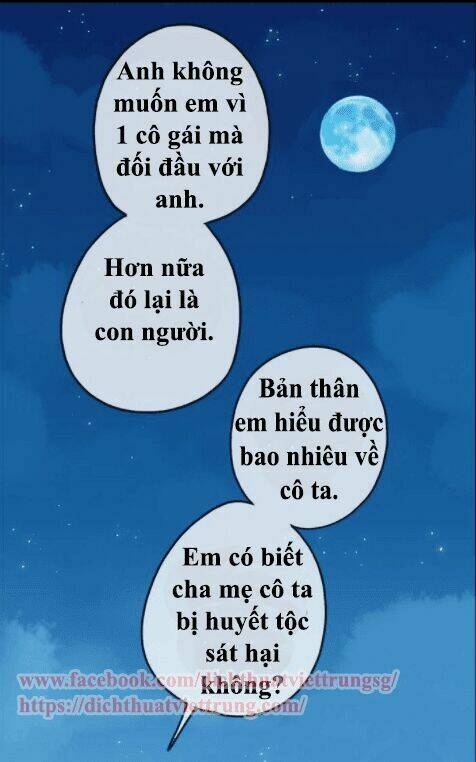 Anh không
muốn em vì
1 cô gái mà
đối đầu với
anh.
Hơn nữa
đó lại là
con người.
Bản thân
em hiểu được
bao nhiêu về
cô ta.
Em có biết
cha mẹ cô ta
bị huyết tộc
sát hại
không?
www.facebook.com/dichthuatviettrungsg/
https://dichthuatviettrung.com/